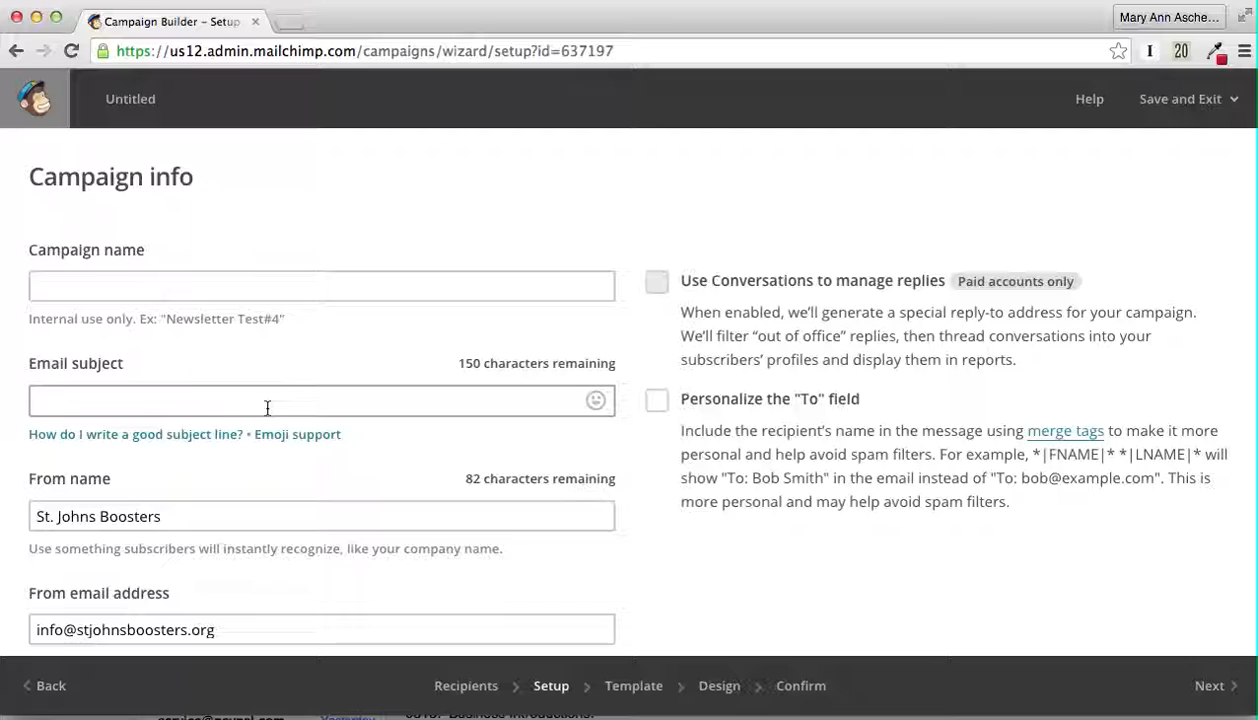 Campaign Builder – Setup
Mary Ann Asche...
https://us12.admin.mailchimp.com/campaigns/wizard/setup?id=637197
20
Untitled
Help
Save and Exit
Campaign info
Campaign name
Internal use only. Ex: "Newsletter Test#4"
Email subject
150 characters remaining
How do I write a good subject line? • Emoji support
From name
82 characters remaining
St. Johns Boosters
Use something subscribers will instantly recognize, like your company name.
From email address
info@stjohnsboosters.org
Use Conversations to manage replies
Paid accounts only
When enabled, we'll generate a special reply-to address for your campaign.
We'll filter "out of office" replies, then thread conversations into your
subscribers' profiles and display them in reports.
Personalize the "To" field
Include the recipient's name in the message using merge tags to make it more
personal and help avoid spam filters. For example, *|FNAME|* *|LNAME|* will
show "To: Bob Smith" in the email instead of "To: bob@example.com". This is
more personal and may help avoid spam filters.
Back
Recipients
Setup
Template
Design
Confirm
Next